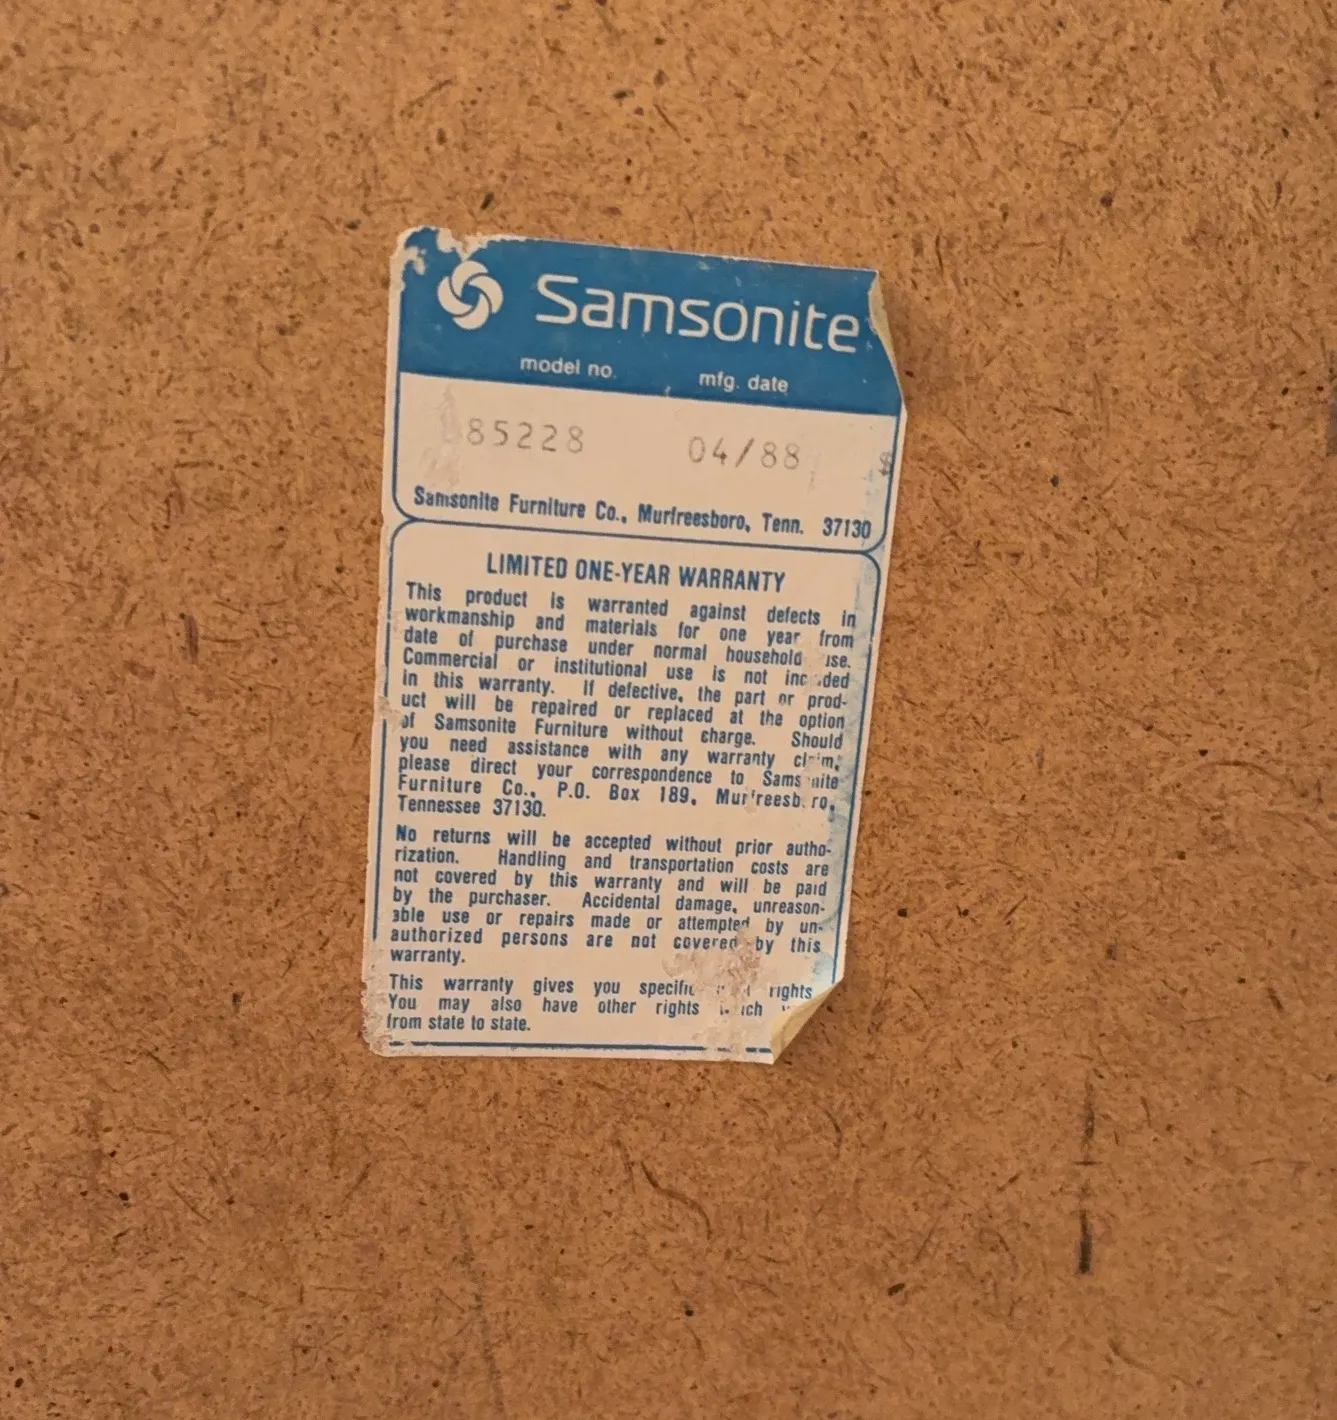 Samsonite
model no. mfg. date
85228 04/88
Samsonite Furniture Co., Murfreesboro, Tenn. 37130
LIMITED ONE-YEAR WARRANTY
This product is warranted against defects in
workmanship and materials for one year from
date of purchase under normal household
Commercial or institutional use is not
in this warranty. If defective, the part or prod-
uct will be repaired or replaced at the option
of Samsonite Furniture without charge. Should
you need assistance with any warranty
please direct your correspondence to Samsonite
Furniture Co., P.O. Box 189, Murfreesboro,
Tennessee 37130.
No returns will be accepted without prior autho-
rization. Handling and transportation costs are
not covered by this warranty and will be paid
by the purchaser. Accidental damage, unreason-
able use or repairs made or attempted by un-
authorized persons are not covered by this
warranty.
This warranty gives you specific rights
You may also have other rights
from state to state.